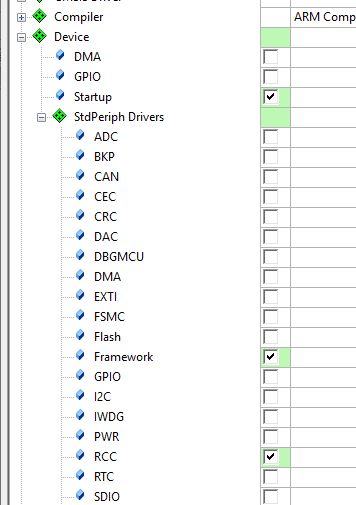 Compiler ARM Comp
Device
DMA
GPIO
Startup
StdPeriph Drivers
ADC
BKP
CAN
CEC
CRC
DAC
DBGMCU
DMA
EXTI
FSMC
Flash
Framework
GPIO
I2C
IWDG
PWR
RCC
RTC
SDIO